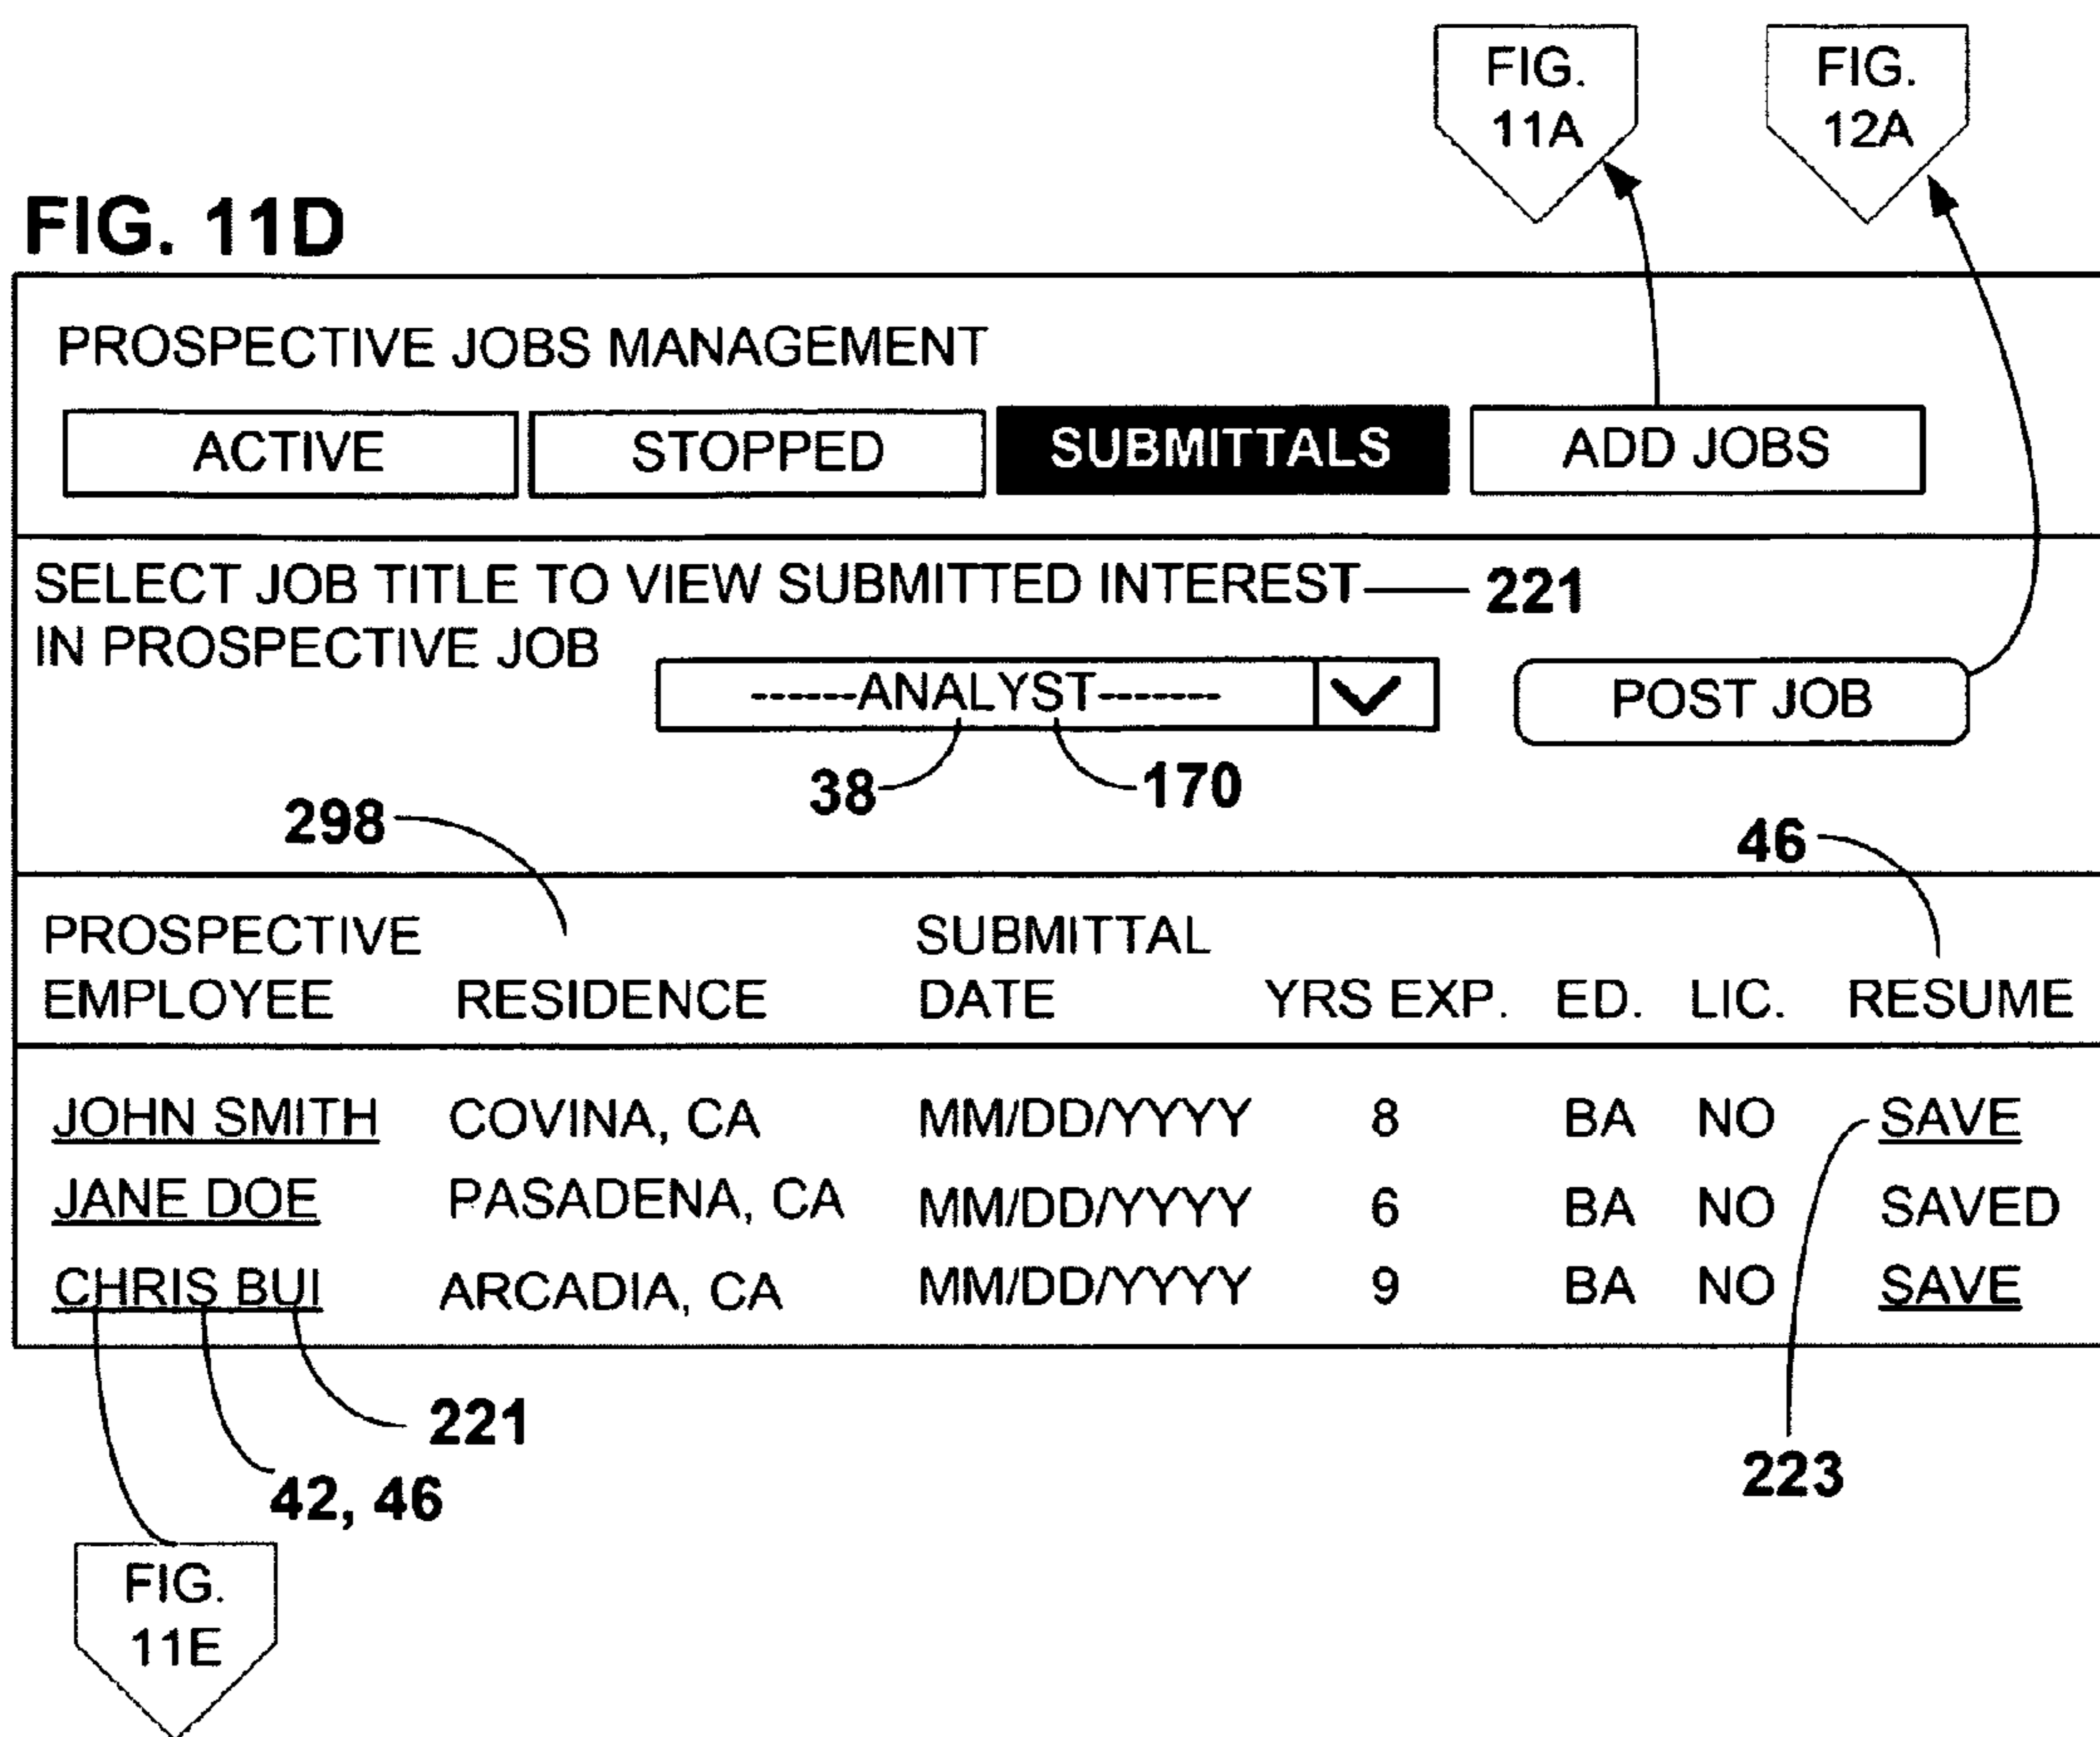 FIG.
11A
FIG.
12A
FIG. 11D
PROSPECTIVE JOBS MANAGEMENT
ACTIVE STOPPED SUBMITTALS ADD JOBS
SELECT JOB TITLE TO VIEW SUBMITTED INTEREST 221
IN PROSPECTIVE JOB
------ANALYST------- POST JOB
38 170
298 46
PROSPECTIVE SUBMITTAL
EMPLOYEE RESIDENCE DATE YRS EXP. ED. LIC. RESUME
JOHN SMITH COVINA, CA MM/DD/YYYY 8 BA NO SAVE
JANE DOE PASADENA, CA MM/DD/YYYY 6 BA NO SAVED
CHRIS BUI ARCADIA, CA MM/DD/YYYY 9 BA NO SAVE
221
42, 46
223
FIG.
11E